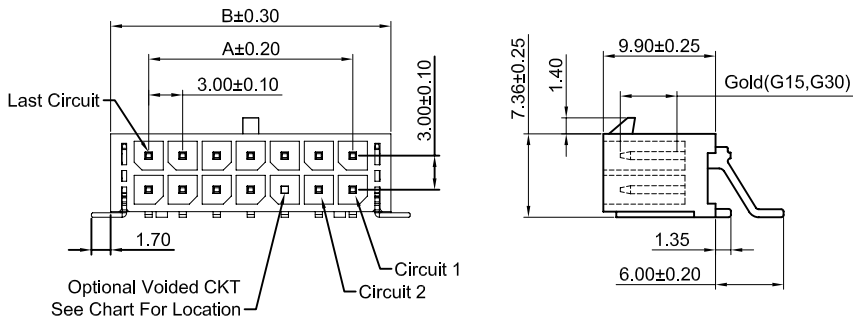 B±0.30
A±0.20
3.00±0.10
Last Circuit
3.00±0.10
1.70
Circuit 1
Circuit 2
Optional Voided CKT
See Chart For Location
9.90±0.25
7.36±0.25
1.40
Gold(G15,G30)
1.35
6.00±0.20